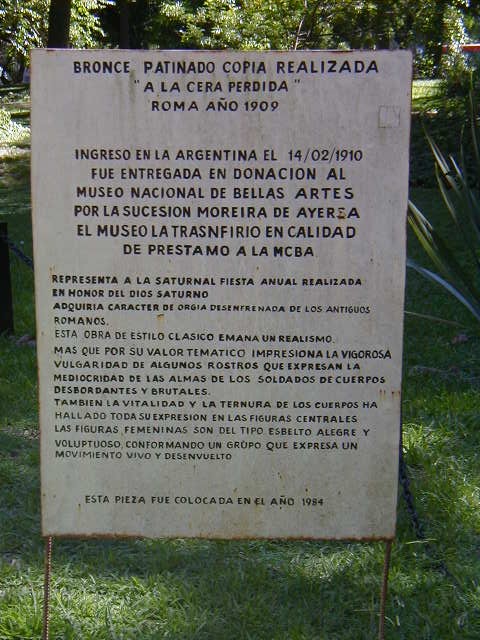 BRONCE PATINADO COPIA REALIZADA
"A LA CERA PERDIDA"
ROMA AÑO 1909
INGRESO EN LA ARGENTINA EL 14/02/1910
FUE ENTREGADA EN DONACION AL
MUSEO NACIONAL DE BELLAS ARTES
POR LA SUCESION MOREIRA DE AYERSA
EL MUSEO LA TRASNFIRIO EN CALIDAD
DE PRESTAMO A LA MCBA
REPRESENTA A LA SATURNAL FIESTA ANUAL REALIZADA
EN HONOR DEL DIOS SATURNO
ADQUIRIA CARACTER DE ORGIA DESENFRENADA DE LOS ANTIGUOS
ROMANOS.
ESTA OBRA DE ESTILO CLASICO EMANA UN REALISMO.
MAS QUE POR SU VALOR TEMATICO IMPRESIONA LA VIGOROSA
VULGARIDAD DE ALGUNOS ROSTROS QUE EXPRESAN LA
MEDIOCRIDAD DE LAS ALMAS DE LOS SOLDADOS DE CUERPOS
DESBORDANTES Y BRUTALES.
TAMBIEN LA VITALIDAD Y LA TERNURA DE LOS CUERPOS HA
HALLADO TODA SU EXPRESION EN LAS FIGURAS CENTRALES
LAS FIGURAS, FEMENINAS SON DEL TIPO ESBELTO ALEGRE Y
VOLUPTUOSO, CONFORMANDO UN GRUPO QUE EXPRESA UN
MOVIMIENTO VIVO Y DESENVUELTO
ESTA PIEZA FUE COLOCADA EN EL AÑO 1984